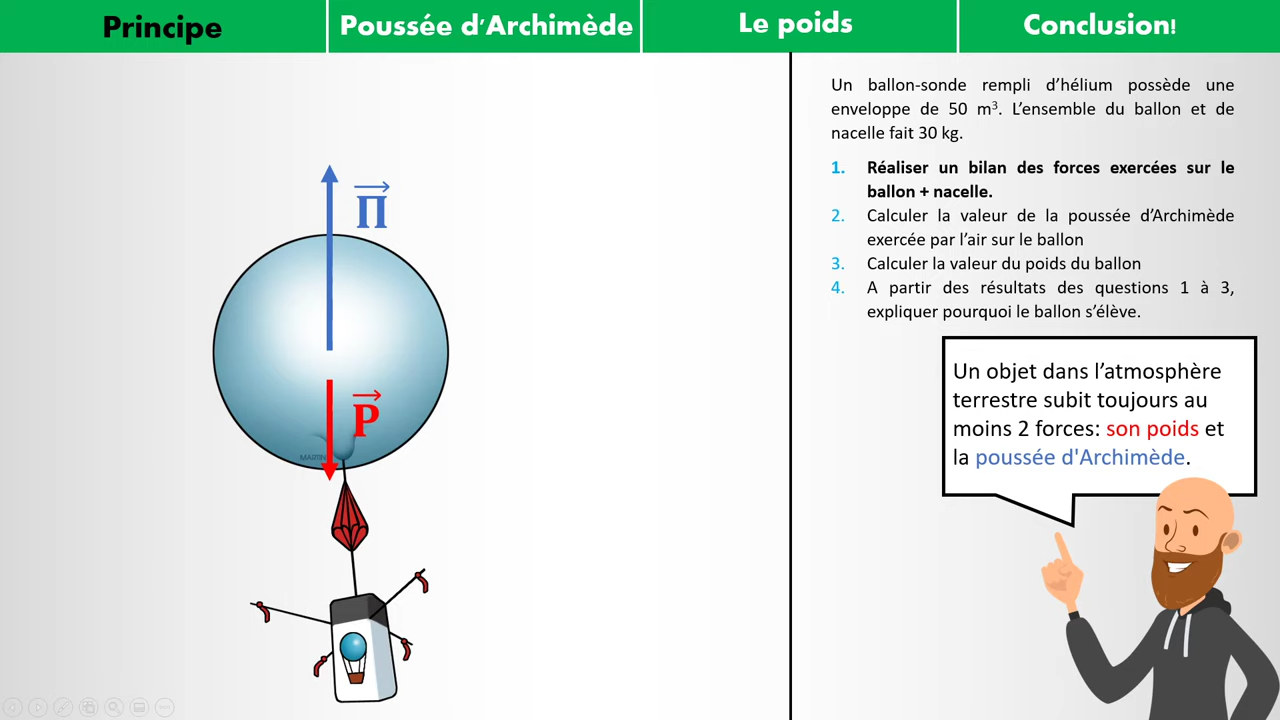 Principe
Poussée d'Archimède
Le poids
Conclusion!
Un ballon-sonde rempli d’hélium possède une
enveloppe de 50 m³. L’ensemble du ballon et de
nacelle fait 30 kg.
1. Réaliser un bilan des forces exercées sur le
ballon + nacelle.
2. Calculer la valeur de la poussée d’Archimède
exercée par l’air sur le ballon
3. Calculer la valeur du poids du ballon
4. A partir des résultats des questions 1 à 3,
expliquer pourquoi le ballon s’élève.
Π
P
Un objet dans l’atmosphère
terrestre subit toujours au
moins 2 forces: son poids et
la poussée d'Archimède.